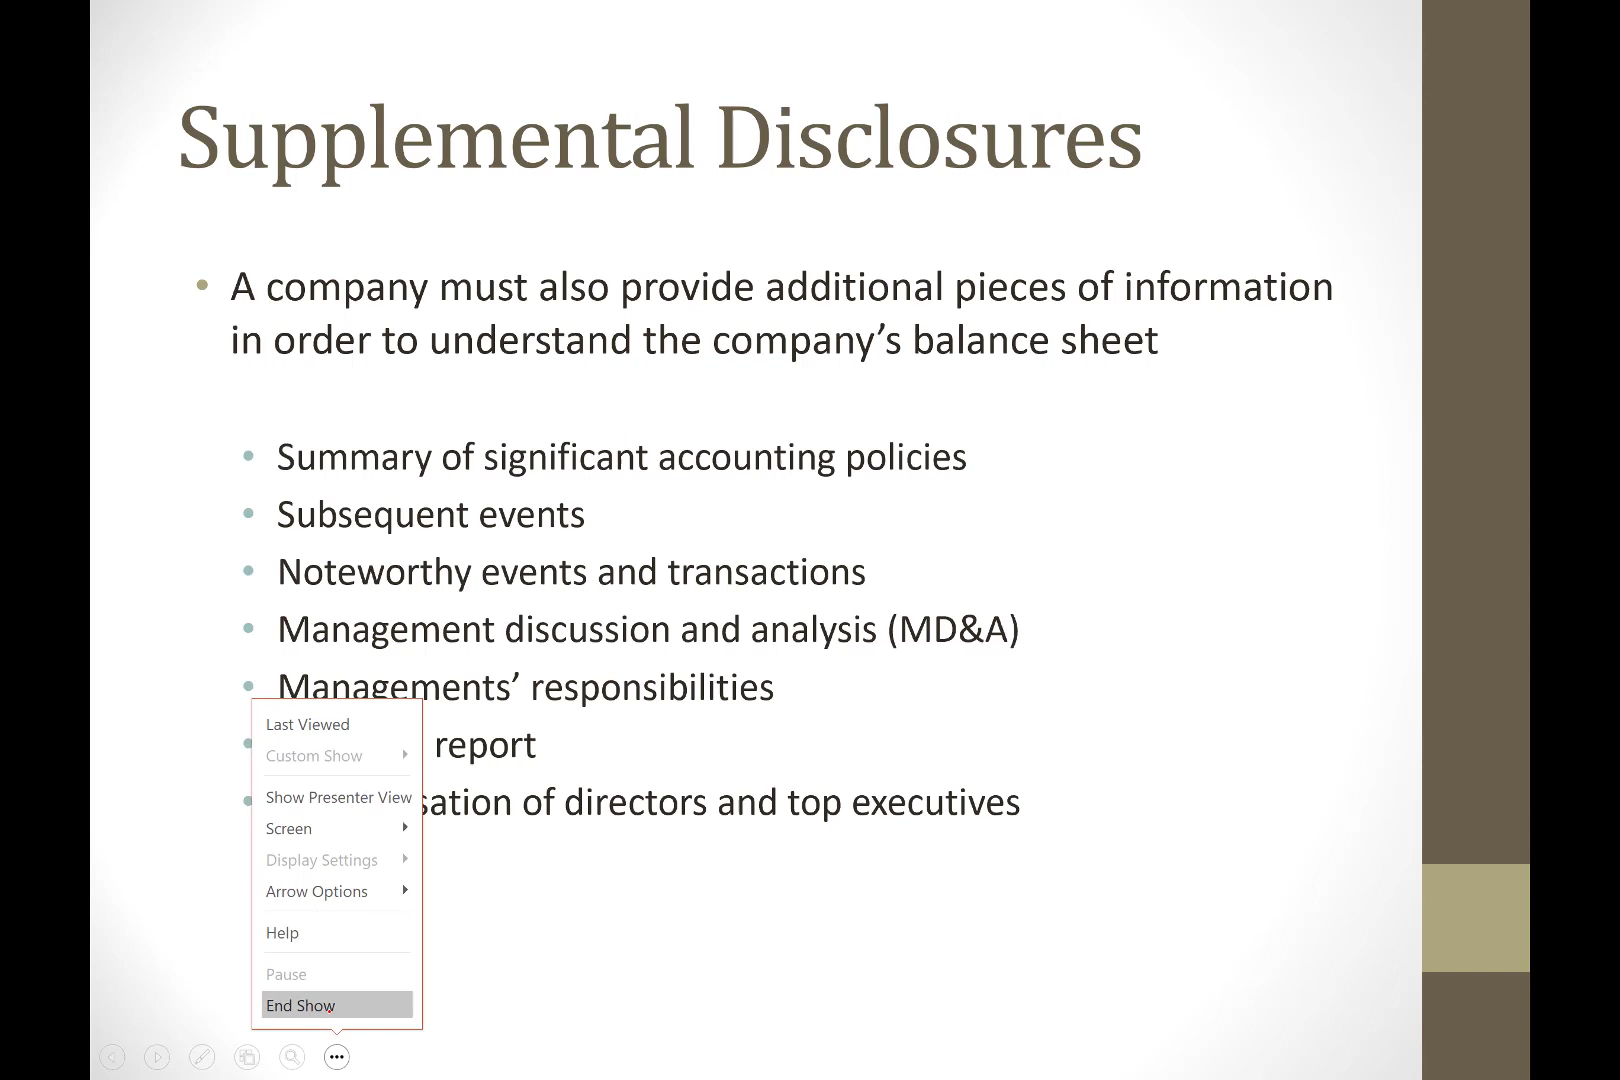 Supplemental Disclosures
• A company must also provide additional pieces of information
in order to understand the company’s balance sheet
• Summary of significant accounting policies
• Subsequent events
• Noteworthy events and transactions
• Management discussion and analysis (MD&A)
• Managements’ responsibilities
• report
• sation of directors and top executives
Last Viewed
Custom Show
Show Presenter View
Screen
Display Settings
Arrow Options
Help
Pause
End Show